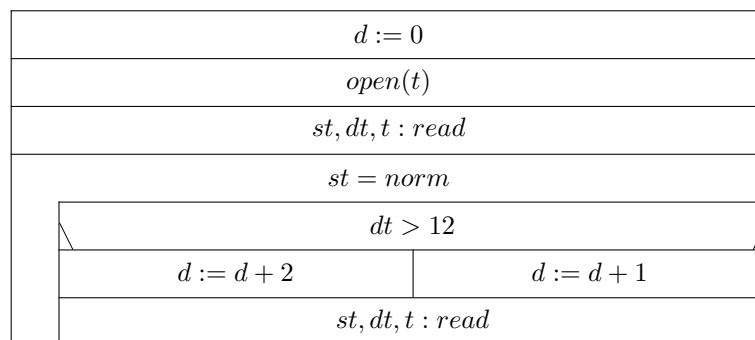 d := 0
open(t)
st, dt, t : read
st = norm
dt > 12
d := d + 2
d := d + 1
st, dt, t : read